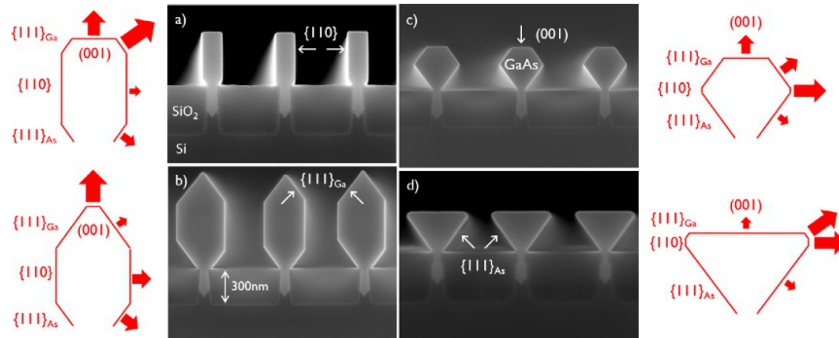 {111}Ga
(001)
{110}
{111}As
a)
{110}
SiO2
Si
c)
(001)
GaAs
(001)
{111}Ga
{110}
{111}As
{111}Ga
(001)
{110}
{111}As
b)
{111}Ga
300nm
d)
{111}As
(001)
{111}Ga
{110}
{111}As